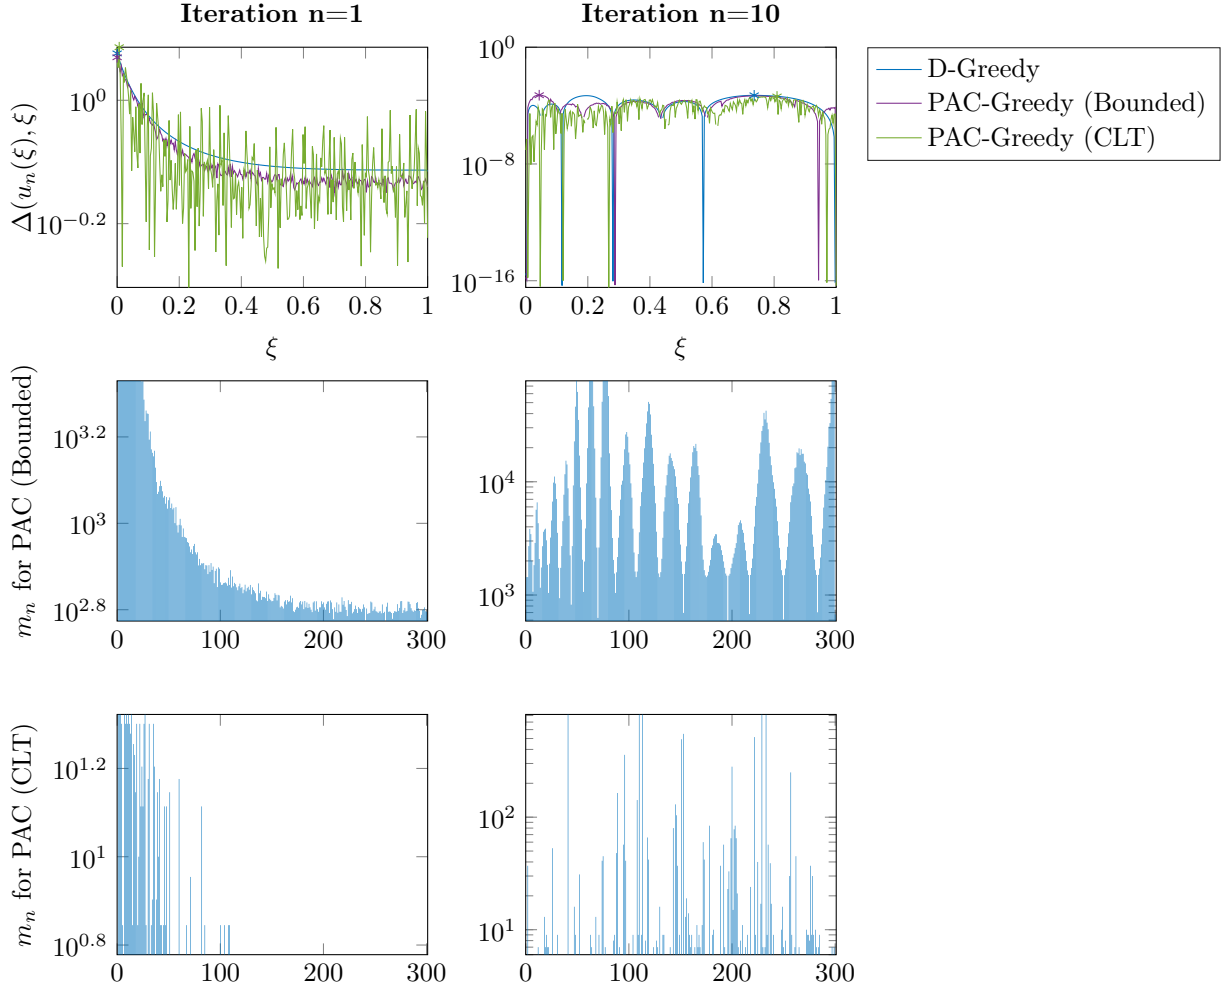 Iteration n=1
Iteration n=10
Δ(u_n(ξ), ξ)
10^0
10^{-0.2}
0 0.2 0.4 0.6 0.8 1
ξ
10^0
10^{-8}
10^{-16}
0 0.2 0.4 0.6 0.8 1
ξ
D-Greedy
PAC-Greedy (Bounded)
PAC-Greedy (CLT)
m_n for PAC (Bounded)
10^{3.2}
10^3
10^{2.8}
0 100 200 300
10^4
10^3
0 100 200 300
m_n for PAC (CLT)
10^{1.2}
10^1
10^{0.8}
0 100 200 300
10^2
10^1
0 100 200 300